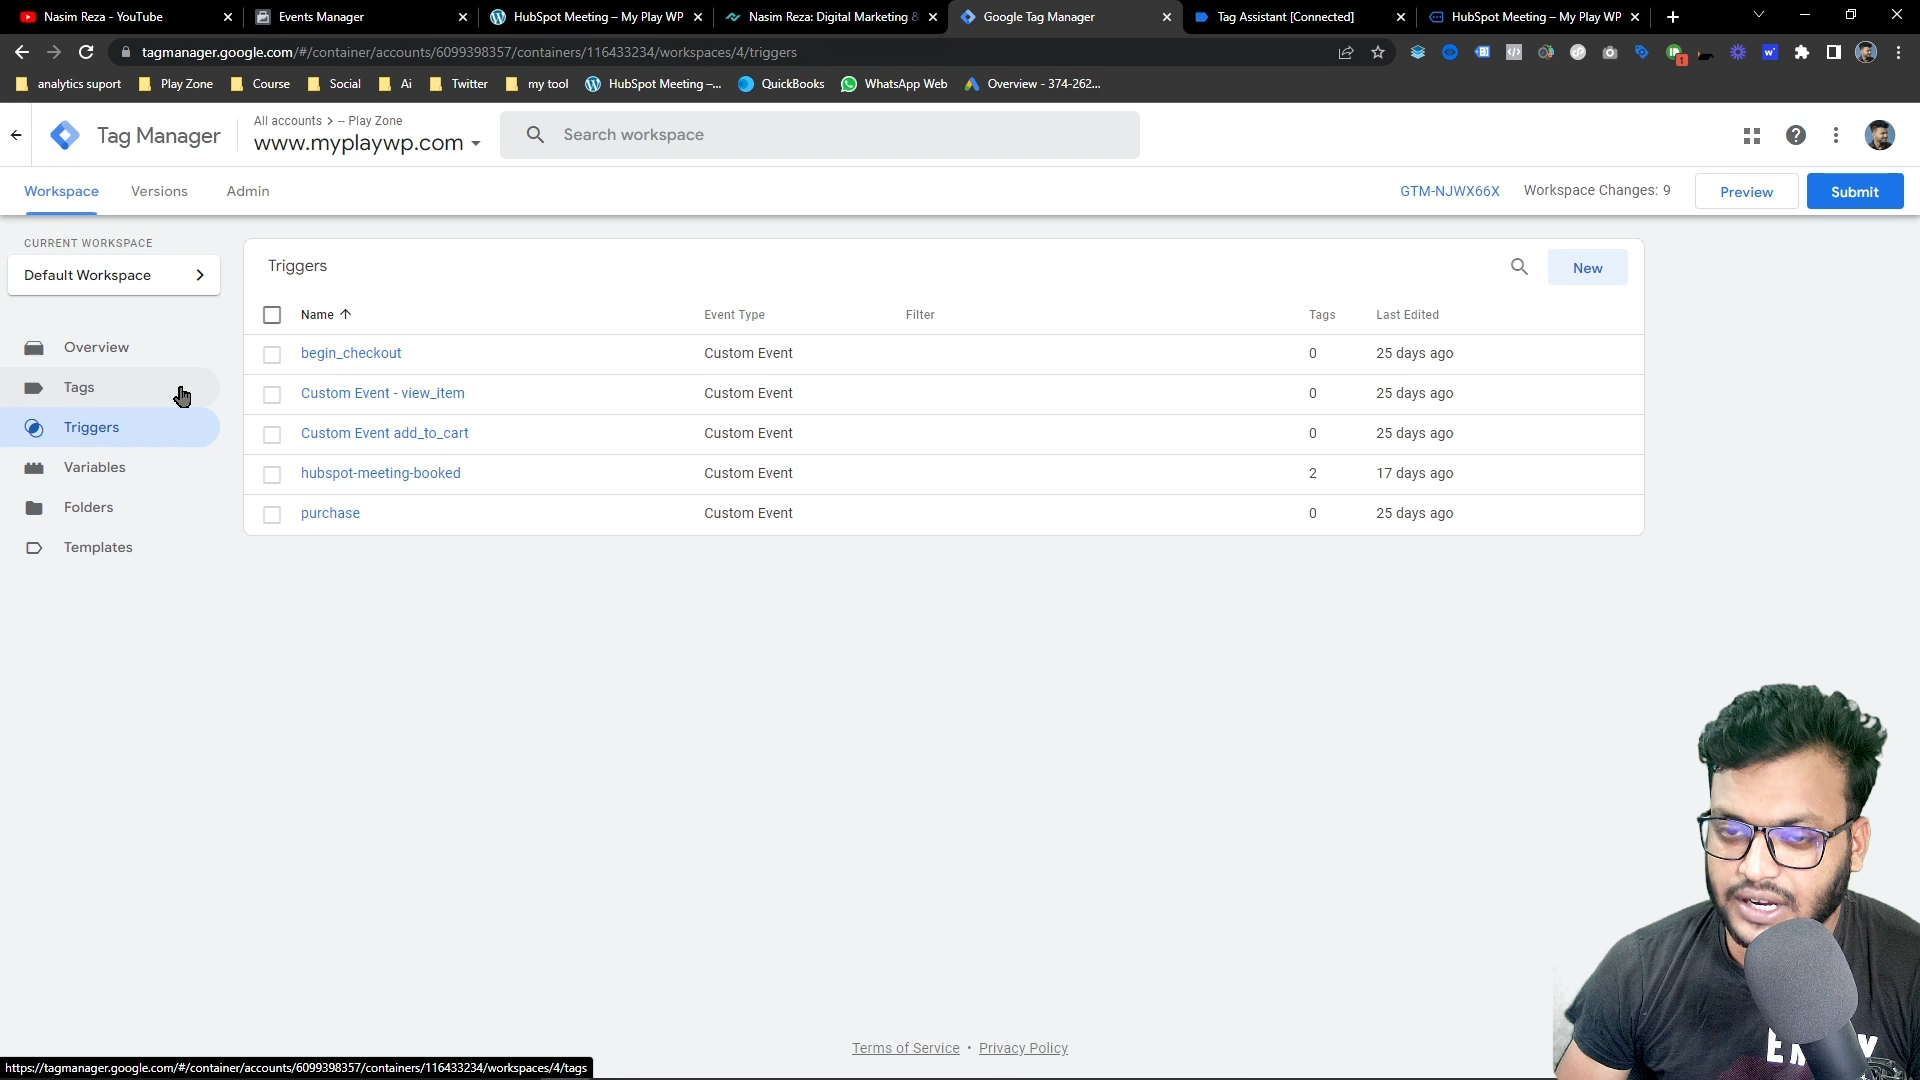 Nasim Reza - YouTube
Events Manager
HubSpot Meeting – My Play WP
Nasim Reza: Digital Marketing &
Google Tag Manager
Tag Assistant [Connected]
HubSpot Meeting – My Play WP
tagmanager.google.com/#/container/accounts/6099398357/containers/116433234/workspaces/4/triggers
analytics suport
Play Zone
Course
Social
Ai
Twitter
my tool
HubSpot Meeting –...
QuickBooks
WhatsApp Web
Overview - 374-262...
Tag Manager
All accounts > -- Play Zone
www.myplaywp.com
Search workspace
Workspace
Versions
Admin
GTM-NJWX66X
Workspace Changes: 9
Preview
Submit
CURRENT WORKSPACE
Default Workspace
Overview
Tags
Triggers
Variables
Folders
Templates
Triggers
New
Name Event Type Filter Tags Last Edited
begin_checkout Custom Event 0 25 days ago
Custom Event - view_item Custom Event 0 25 days ago
Custom Event add_to_cart Custom Event 0 25 days ago
hubspot-meeting-booked Custom Event 2 17 days ago
purchase Custom Event 0 25 days ago
Terms of Service • Privacy Policy
https://tagmanager.google.com/#/container/accounts/6099398357/containers/116433234/workspaces/4/tags